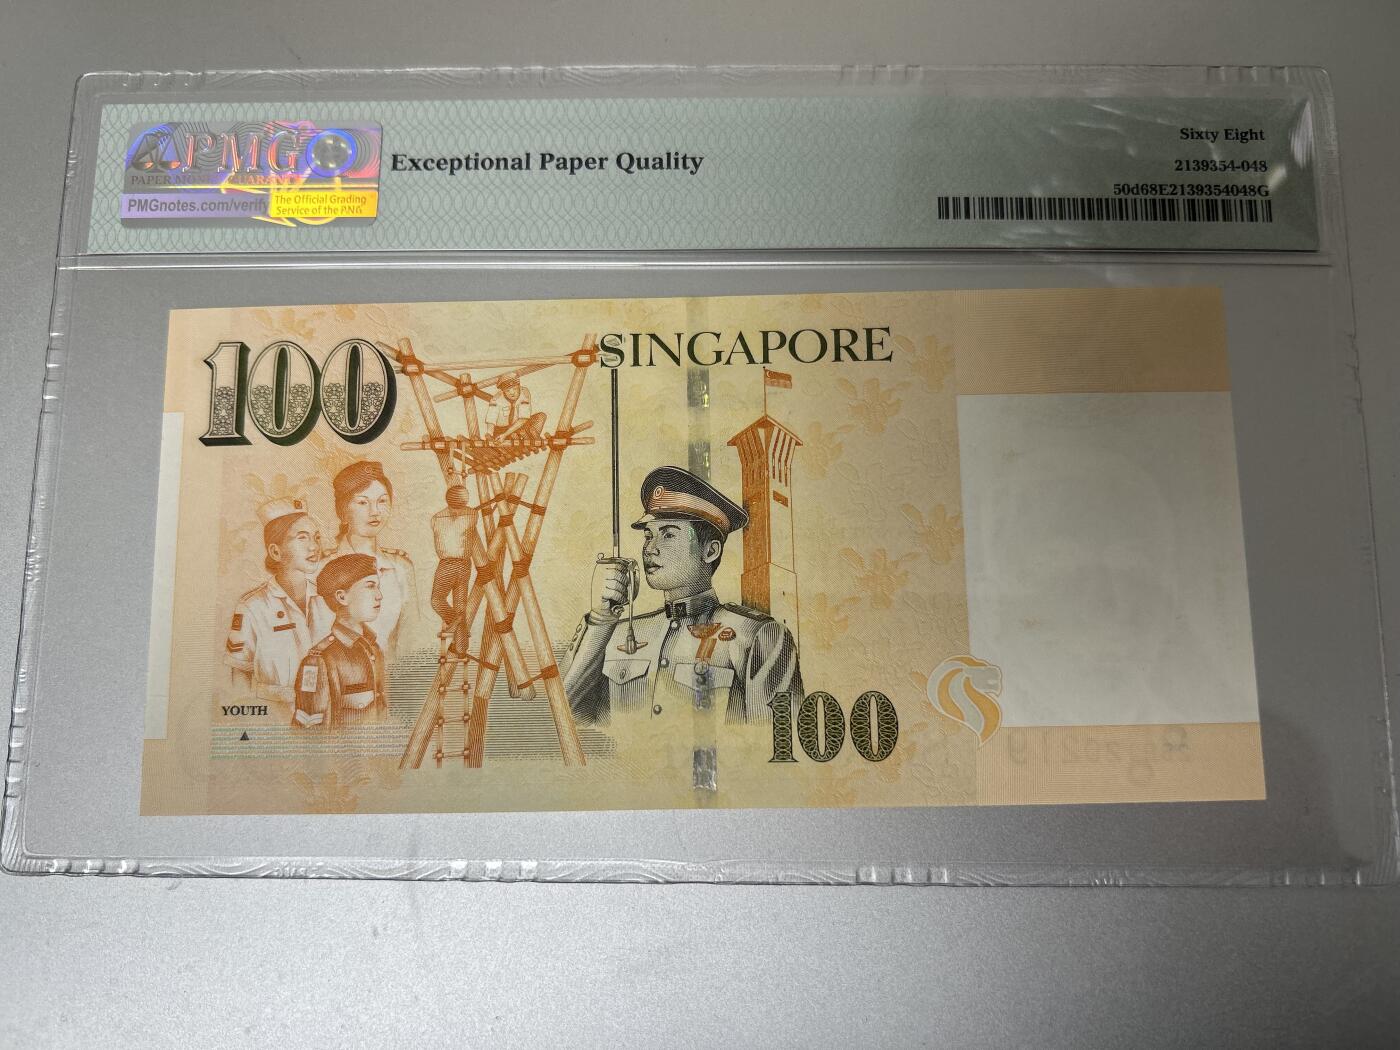 PMG
PAPER MONEY GUARANTY
PMGnotes.com/verify
The Official Grading
Service of the PNG
Exceptional Paper Quality
Sixty Eight
2139354-048
50d68E2139354048G
100
SINGAPORE
YOUTH
100